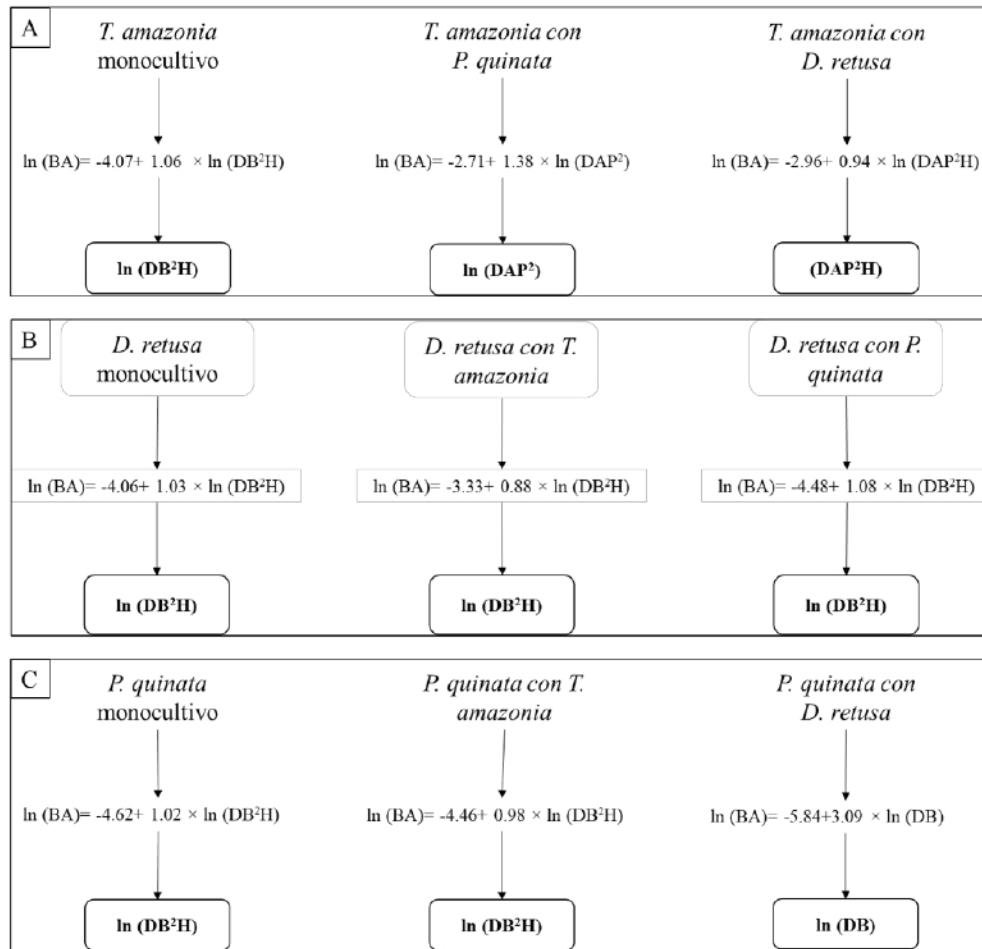 A
T. amazonia
monocultivo
T. amazonia con
P. quinata
T. amazonia con
D. retusa
ln (BA)= -4.07+ 1.06 × ln (DB²H)
ln (BA)= -2.71+ 1.38 × ln (DAP²)
ln (BA)= -2.96+ 0.94 × ln (DAP²H)
ln (DB²H)
ln (DAP²)
(DAP²H)
B
D. retusa
monocultivo
D. retusa con T.
amazonia
D. retusa con P.
quinata
ln (BA)= -4.06+ 1.03 × ln (DB²H)
ln (BA)= -3.33+ 0.88 × ln (DB²H)
ln (BA)= -4.48+ 1.08 × ln (DB²H)
ln (DB²H)
ln (DB²H)
ln (DB²H)
C
P. quinata
monocultivo
P. quinata con T.
amazonia
P. quinata con
D. retusa
ln (BA)= -4.62+ 1.02 × ln (DB²H)
ln (BA)= -4.46+ 0.98 × ln (DB²H)
ln (BA)= -5.84+3.09 × ln (DB)
ln (DB²H)
ln (DB²H)
ln (DB)